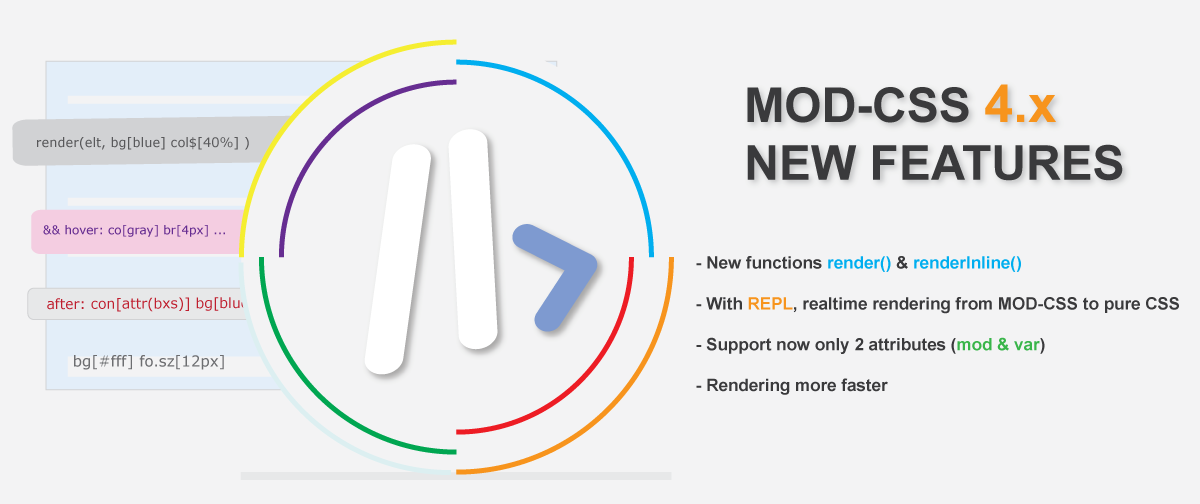 render(elt, bg[blue] col$[40%] )
&& hover: co[gray] br[4px] ...
after: con[attr(bxs)] bg[blu
bg[#fff] fo.sz[12px]
MOD-CSS 4.x
NEW FEATURES
- New functions render() & renderInline()
- With REPL, realtime rendering from MOD-CSS to pure CSS
- Support now only 2 attributes (mod & var)
- Rendering more faster